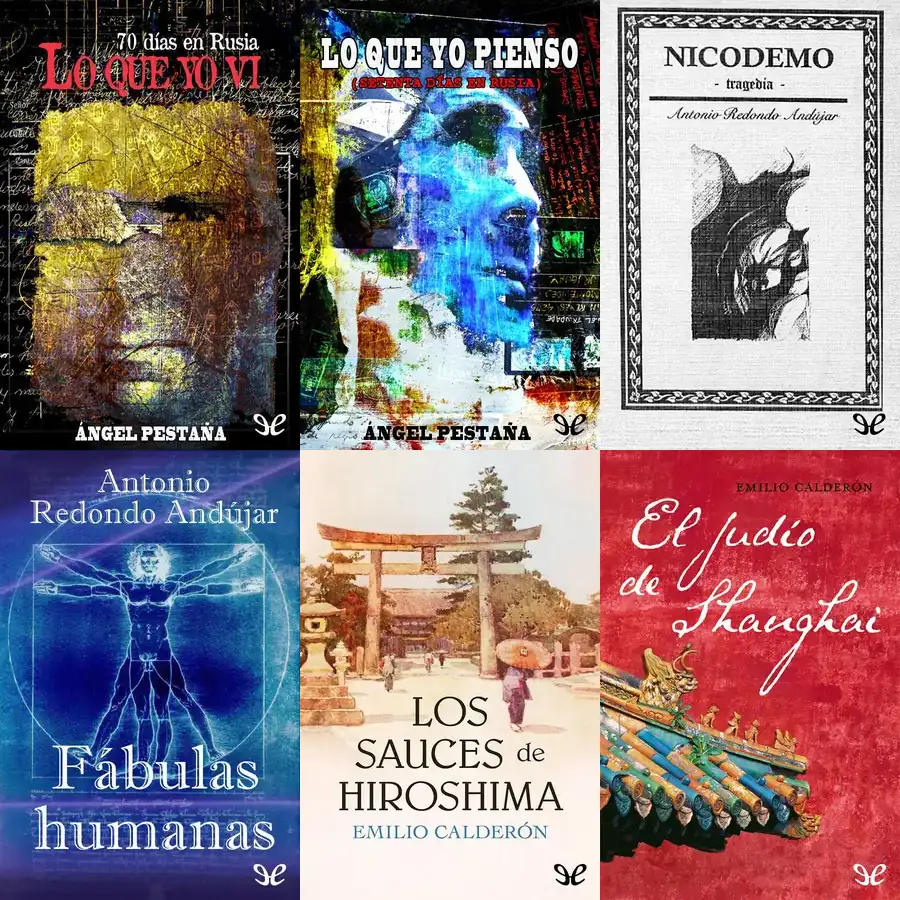 70 días en Rusia
LO QUE YO VI
ÁNGEL PESTAÑA
LO QUE YO PIENSO
(SETENTA DÍAS EN RUSIA)
ÁNGEL PESTAÑA
NICODEMO
- tragedia -
Antonio Redondo Andújar
Antonio
Redondo Andújar
Fábulas
humanas
LOS
SAUCES de
HIROSHIMA
EMILIO CALDERÓN
EMILIO CALDERÓN
El judío
de
Shanghai